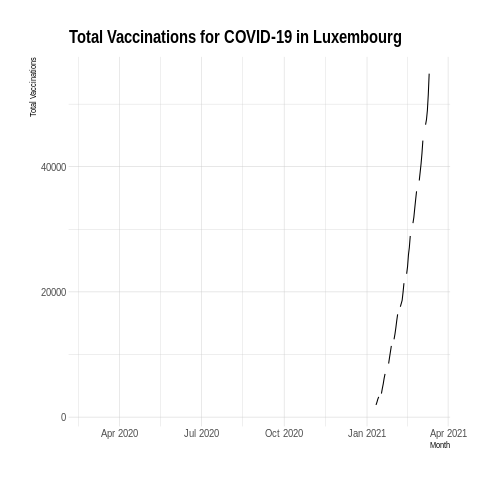 Total Vaccinations for COVID-19 in Luxembourg
Total Vaccinations
40000
20000
0
Apr 2020 Jul 2020 Oct 2020 Jan 2021 Apr 2021
Month